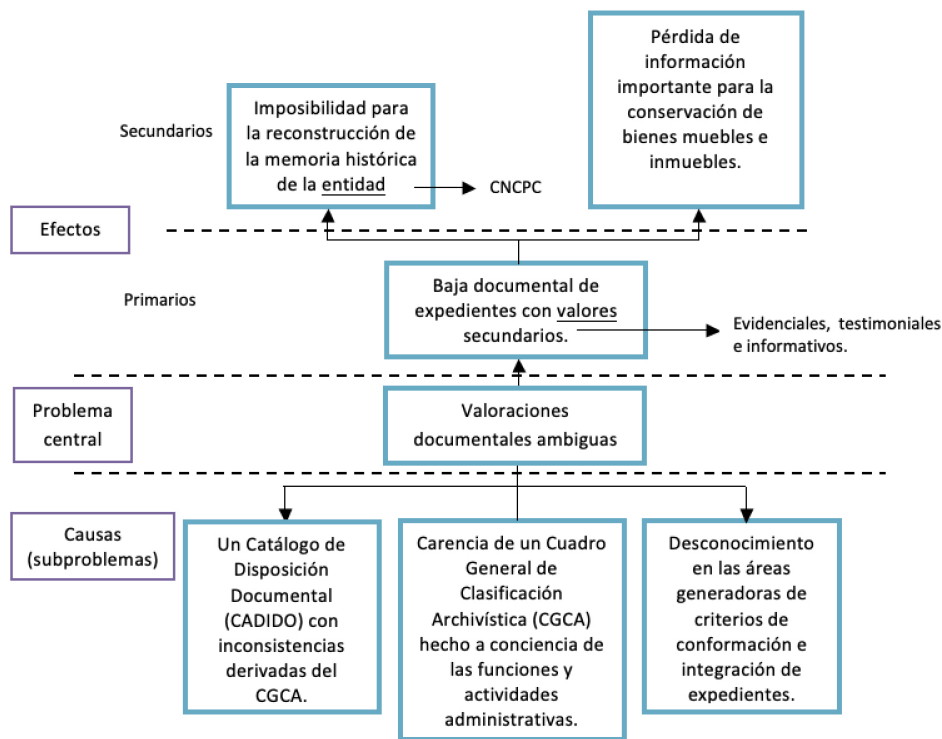 Pérdida de
información
importante para la
conservación de
bienes muebles e
inmuebles.
Secundarios
Imposibilidad para
la reconstrucción de
la memoria histórica
de la entidad
CNCPC
Efectos
Primarios
Baja documental de
expedientes con valores
secundarios.
Evidenciales, testimoniales
e informativos.
Problema
central
Valoraciones
documentales ambiguas
Causas
(subproblemas)
Un Catálogo de
Disposición
Documental
(CADIDO) con
inconsistencias
derivadas del
CGCA.
Carencia de un Cuadro
General de
Clasificación
Archivística (CGCA)
hecho a conciencia de
las funciones y
actividades
administrativas.
Desconocimiento
en las áreas
generadoras de
criterios de
conformación e
integración de
expedientes.